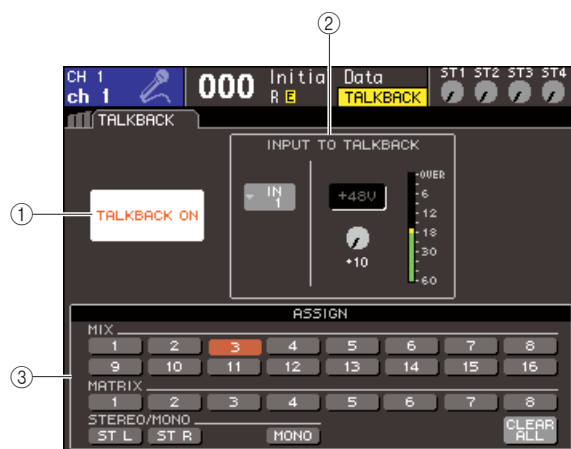 ②
CH 1
ch 1
000
Initia Data
R E TALKBACK
ST1 ST2 ST3 ST4
TALKBACK
INPUT TO TALKBACK
①
TALKBACK ON
IN
1
+48V
+10
OVER
6
12
18
30
60
ASSIGN
③
MIX
1 2 3 4 5 6 7 8
9 10 11 12 13 14 15 16
MATRIX
1 2 3 4 5 6 7 8
STEREO/MONO
ST L ST R MONO
CLEAR
ALL